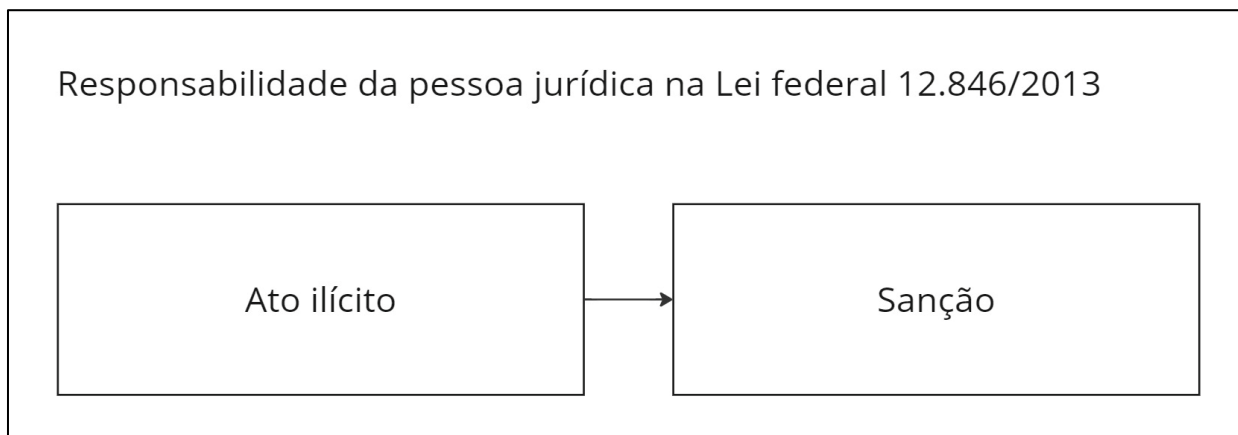 Responsabilidade da pessoa jurídica na Lei federal 12.846/2013
Ato ilícito
Sanção